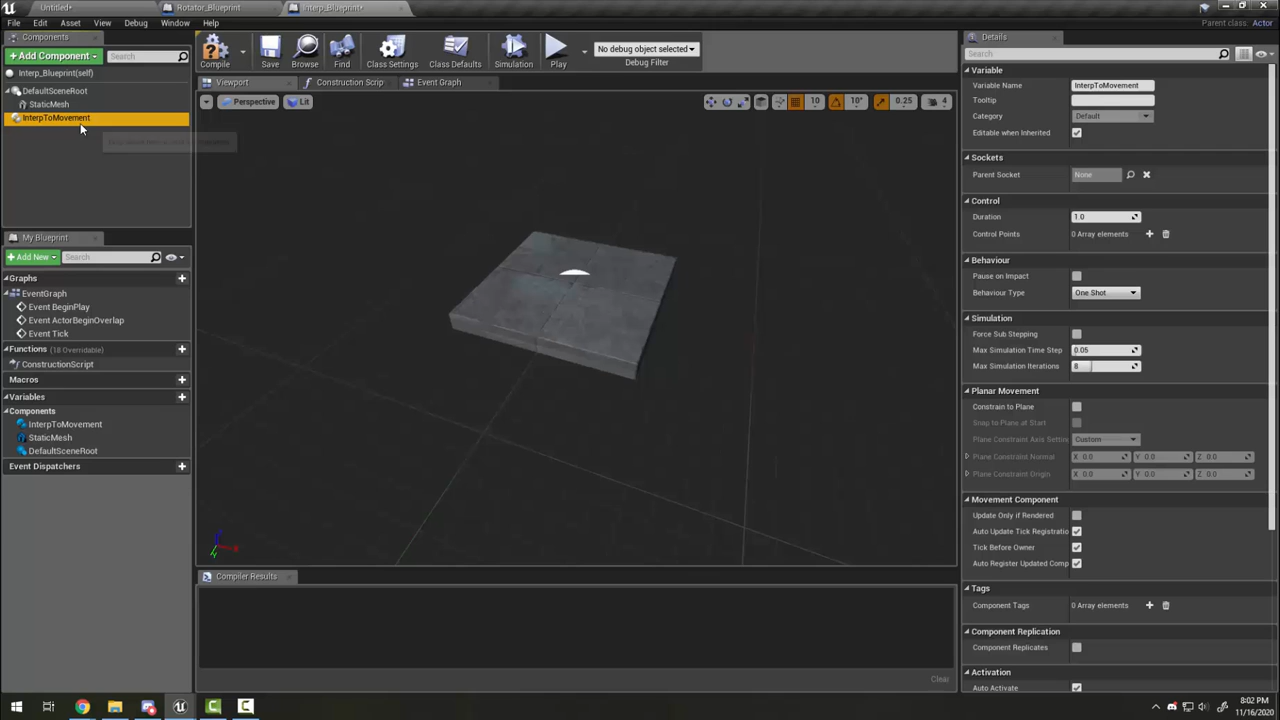 Untitled*
Rotator_Blueprint
Interp_Blueprint*
File Edit Asset View Debug Window Help
Parent class: Actor
Components
+ Add Component
Search
Interp_Blueprint(self)
DefaultSceneRoot
StaticMesh
InterpToMovement
My Blueprint
+ Add New
Search
Graphs
EventGraph
Event BeginPlay
Event ActorBeginOverlap
Event Tick
Functions (18 Overridable)
ConstructionScript
Macros
Variables
Components
InterpToMovement
StaticMesh
DefaultSceneRoot
Event Dispatchers
Compile
Save
Browse
Find
Class Settings
Class Defaults
Simulation
Play
No debug object selected
Debug Filter
Viewport
Construction Scrip
Event Graph
Perspective
Lit
10
10°
0.25
4
Compiler Results
Clear
Details
Search
Variable
Variable Name InterpToMovement
Tooltip
Category Default
Editable when Inherited
Sockets
Parent Socket None
Control
Duration 1.0
Control Points 0 Array elements
Behaviour
Pause on Impact
Behaviour Type One Shot
Simulation
Force Sub Stepping
Max Simulation Time Step 0.05
Max Simulation Iterations 8
Planar Movement
Constrain to Plane
Snap to Plane at Start
Plane Constraint Axis Settin Custom
Plane Constraint Normal X 0.0 Y 0.0 Z 0.0
Plane Constraint Origin X 0.0 Y 0.0 Z 0.0
Movement Component
Update Only if Rendered
Auto Update Tick Registratio
Tick Before Owner
Auto Register Updated Comp
Tags
Component Tags 0 Array elements
Component Replication
Component Replicates
Activation
Auto Activate
8:02 PM
11/16/2020